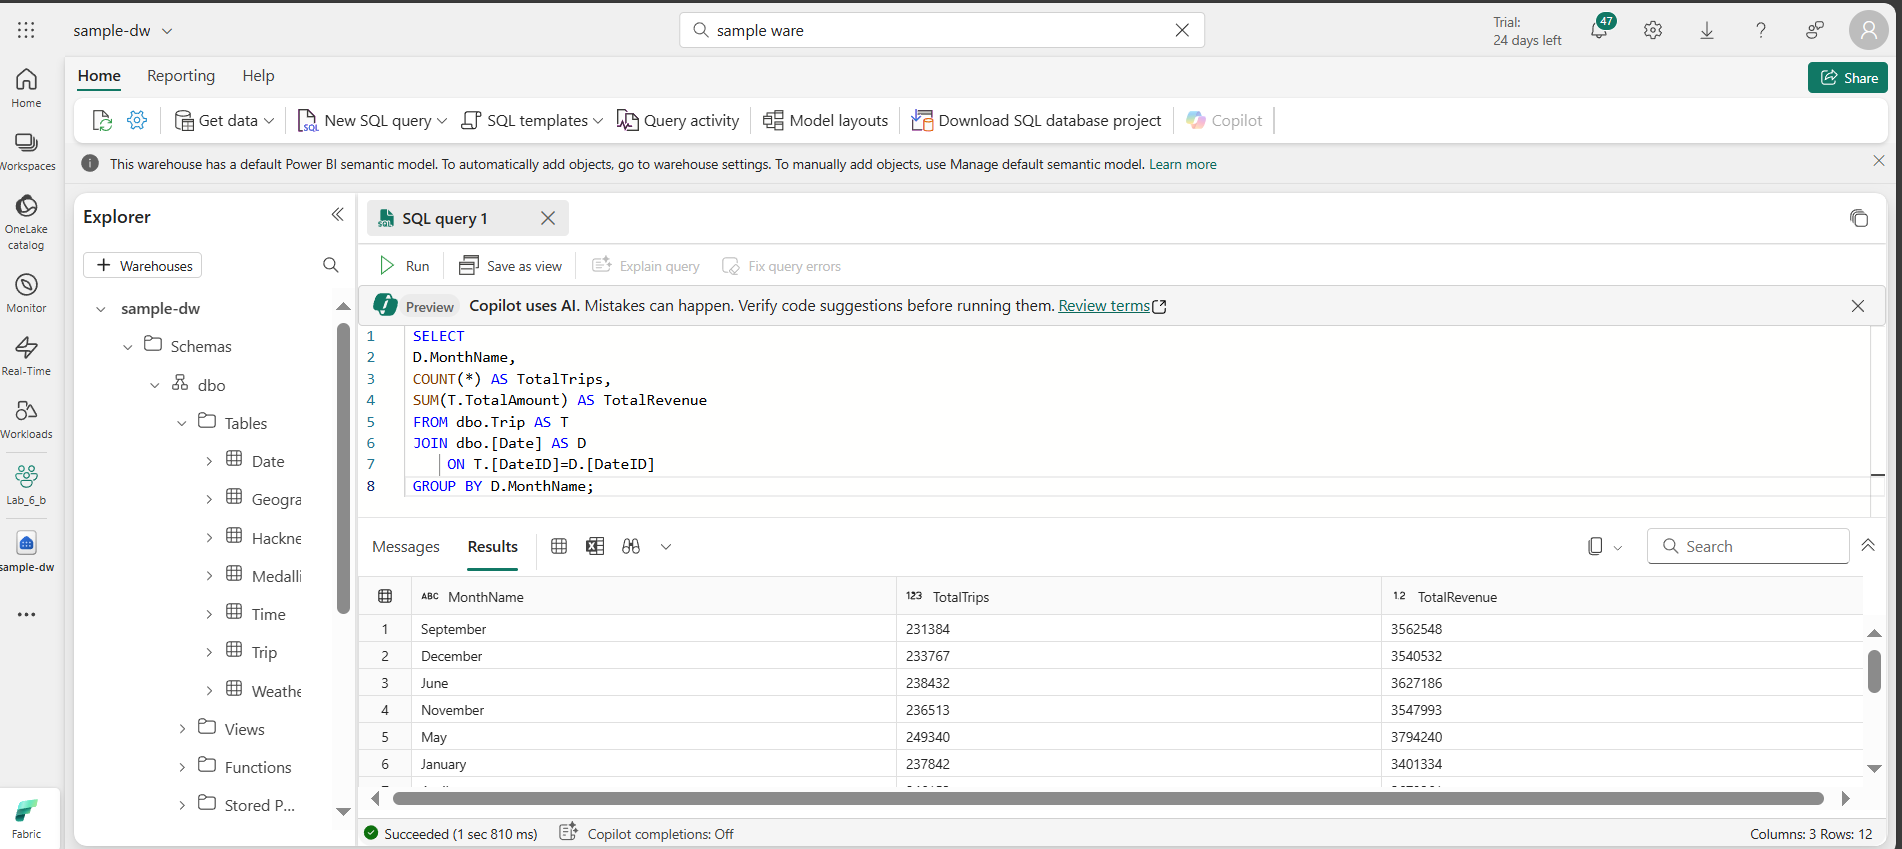 sample-dw
sample ware
Trial:
24 days left
47
Home
Reporting
Help
Share
Get data
New SQL query
SQL templates
Query activity
Model layouts
Download SQL database project
Copilot
This warehouse has a default Power BI semantic model. To automatically add objects, go to warehouse settings. To manually add objects, use Manage default semantic model. Learn more
Home
Workspaces
OneLake
catalog
Monitor
Real-Time
Workloads
Lab_6_b
sample-dw
Fabric
Explorer
Warehouses
sample-dw
Schemas
dbo
Tables
Date
Geogra
Hackne
Medalli
Time
Trip
Weathe
Views
Functions
Stored P...
SQL query 1
Run
Save as view
Explain query
Fix query errors
Preview Copilot uses AI. Mistakes can happen. Verify code suggestions before running them. Review terms
1 SELECT
2 D.MonthName,
3 COUNT(*) AS TotalTrips,
4 SUM(T.TotalAmount) AS TotalRevenue
5 FROM dbo.Trip AS T
6 JOIN dbo.[Date] AS D
7 ON T.[DateID]=D.[DateID]
8 GROUP BY D.MonthName;
Messages
Results
Search
ABC MonthName 123 TotalTrips 1.2 TotalRevenue
1 September 231384 3562548
2 December 233767 3540532
3 June 238432 3627186
4 November 236513 3547993
5 May 249340 3794240
6 January 237842 3401334
Succeeded (1 sec 810 ms)
Copilot completions: Off
Columns: 3 Rows: 12